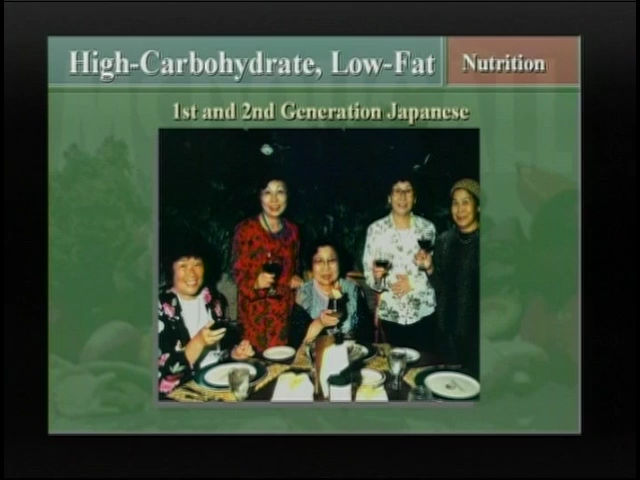 High-Carbohydrate, Low-Fat
Nutrition
1st and 2nd Generation Japanese